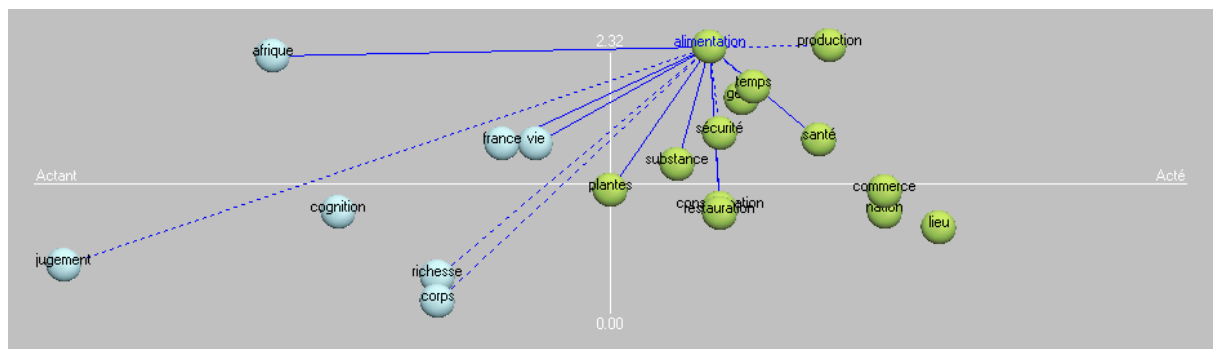 2.32
alimentation
production
afrique
temps
sécurité
santé
france
vie
substance
Actant
Acté
plantes
commerce
cognition
restauration
nation
lieu
jugement
richesse
corps
0.00